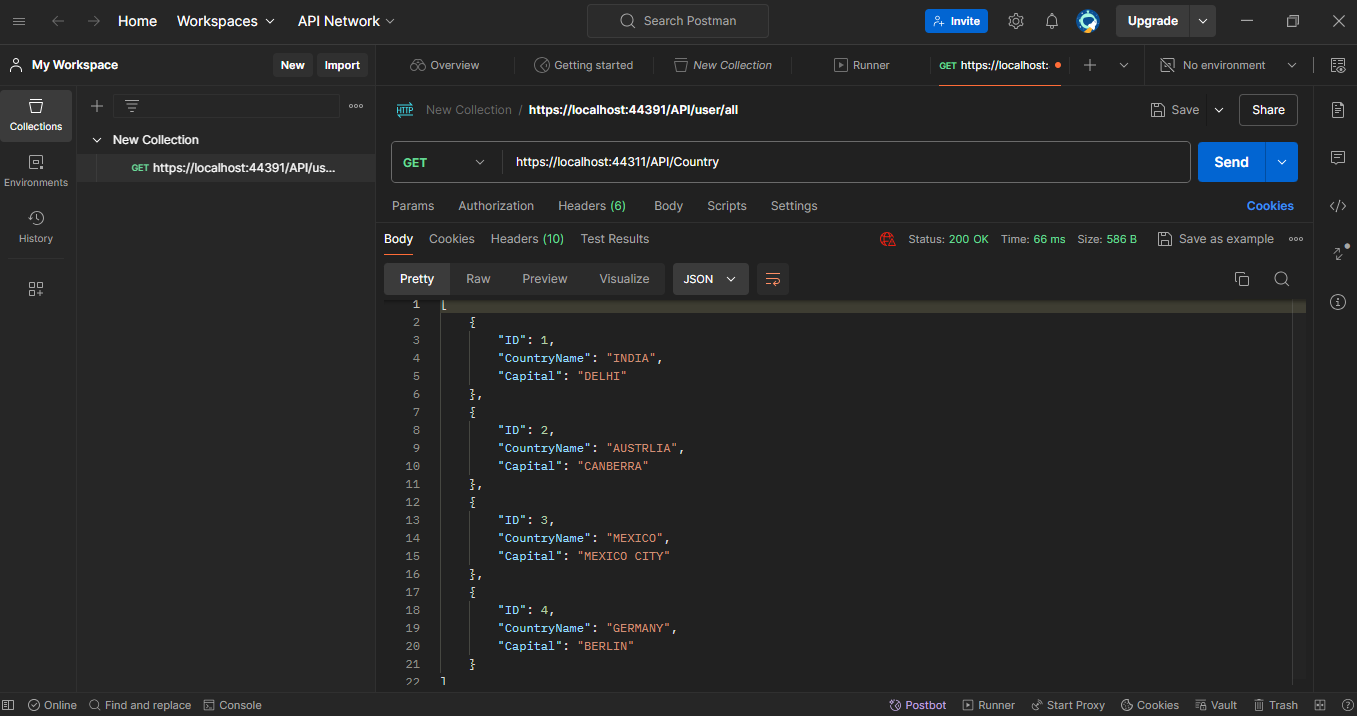 Home Workspaces API Network Search Postman Invite Upgrade
My Workspace New Import Overview Getting started New Collection Runner GET https://localhost: No environment
Collections
Environments
History
New Collection
GET https://localhost:44391/API/us...
HTTP New Collection / https://localhost:44391/API/user/all Save Share
GET https://localhost:44311/API/Country Send
Params Authorization Headers (6) Body Scripts Settings Cookies
Body Cookies Headers (10) Test Results Status: 200 OK Time: 66 ms Size: 586 B Save as example
Pretty Raw Preview Visualize JSON
1 [
2 {
3 "ID": 1,
4 "CountryName": "INDIA",
5 "Capital": "DELHI"
6 },
7 {
8 "ID": 2,
9 "CountryName": "AUSTRLIA",
10 "Capital": "CANBERRA"
11 },
12 {
13 "ID": 3,
14 "CountryName": "MEXICO",
15 "Capital": "MEXICO CITY"
16 },
17 {
18 "ID": 4,
19 "CountryName": "GERMANY",
20 "Capital": "BERLIN"
21 }
22 ]
Online Find and replace Console Postbot Runner Start Proxy Cookies Vault Trash